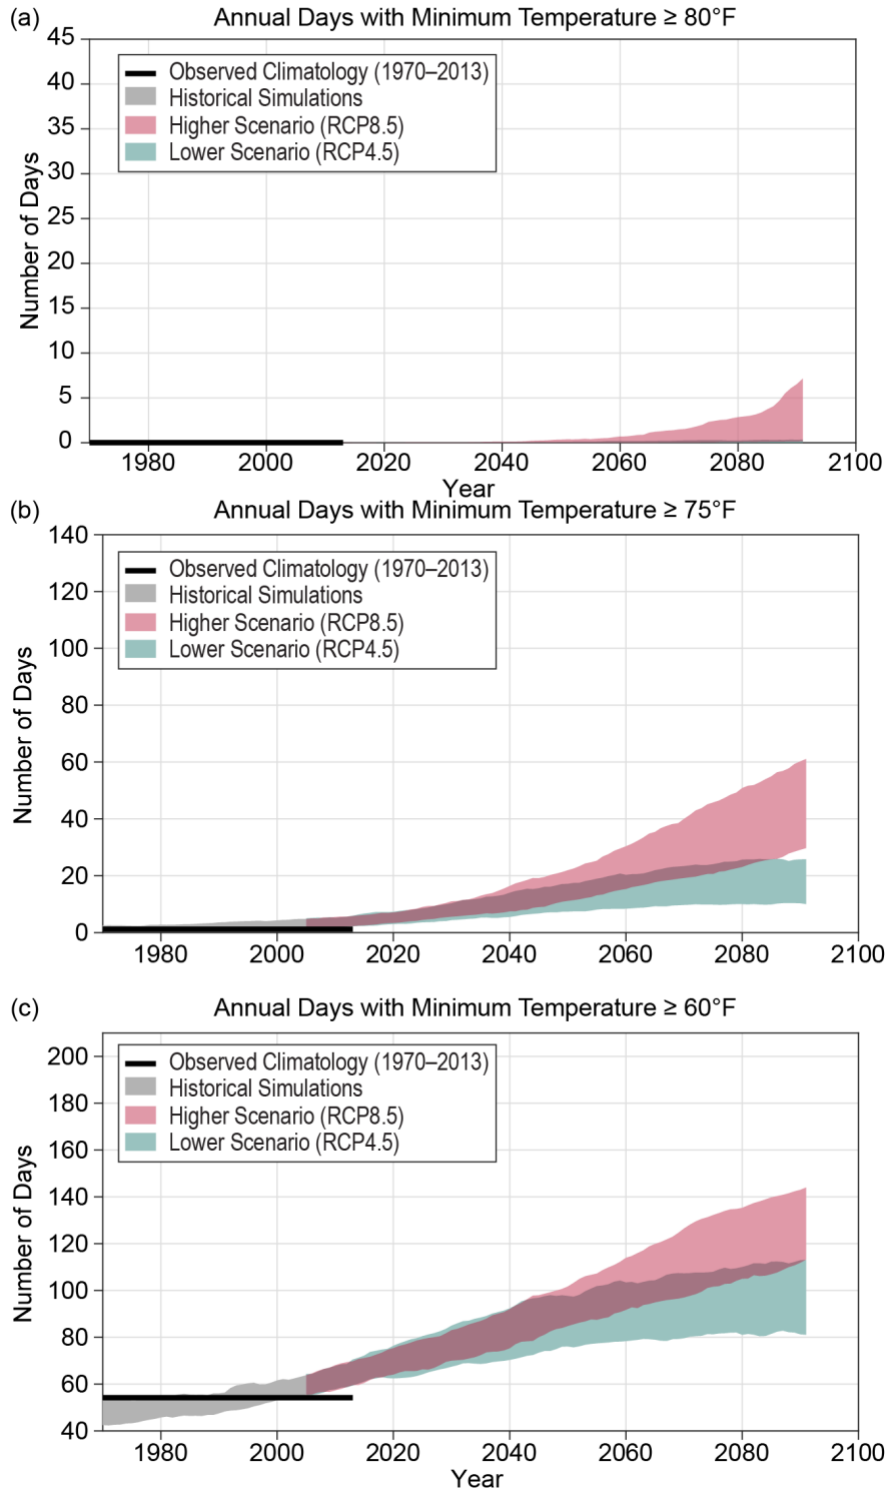 (a) Annual Days with Minimum Temperature ≥ 80°F
45
40
35
30
25
20
15
10
5
0
Number of Days
Observed Climatology (1970–2013)
Historical Simulations
Higher Scenario (RCP8.5)
Lower Scenario (RCP4.5)
1980 2000 2020 2040 2060 2080 2100
Year
(b) Annual Days with Minimum Temperature ≥ 75°F
140
120
100
80
60
40
20
0
Number of Days
Observed Climatology (1970–2013)
Historical Simulations
Higher Scenario (RCP8.5)
Lower Scenario (RCP4.5)
1980 2000 2020 2040 2060 2080 2100
(c) Annual Days with Minimum Temperature ≥ 60°F
200
180
160
140
120
100
80
60
40
Number of Days
Observed Climatology (1970–2013)
Historical Simulations
Higher Scenario (RCP8.5)
Lower Scenario (RCP4.5)
1980 2000 2020 2040 2060 2080 2100
Year